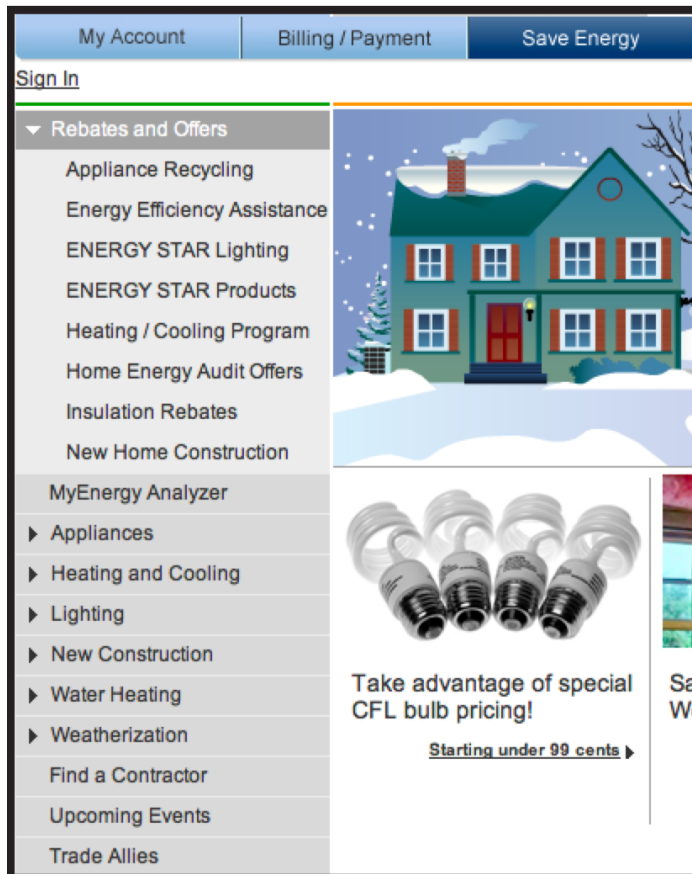 My Account
Billing / Payment
Save Energy
Sign In
Rebates and Offers
Appliance Recycling
Energy Efficiency Assistance
ENERGY STAR Lighting
ENERGY STAR Products
Heating / Cooling Program
Home Energy Audit Offers
Insulation Rebates
New Home Construction
MyEnergy Analyzer
Appliances
Heating and Cooling
Lighting
New Construction
Water Heating
Weatherization
Find a Contractor
Upcoming Events
Trade Allies
Take advantage of special
CFL bulb pricing!
Starting under 99 cents